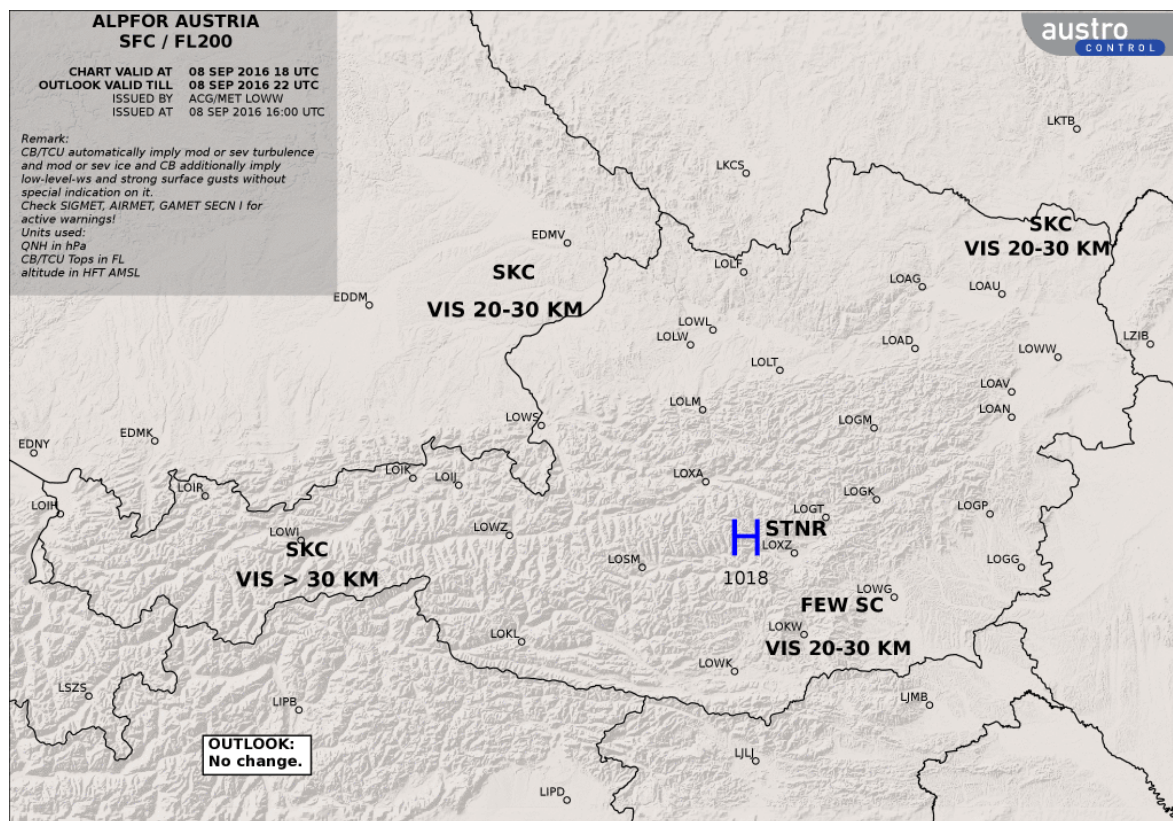 ALPFOR AUSTRIA
SFC / FL200
CHART VALID AT 08 SEP 2016 18 UTC
OUTLOOK VALID TILL 08 SEP 2016 22 UTC
ISSUED BY ACG/MET LOWW
ISSUED AT 08 SEP 2016 16:00 UTC
Remark:
CB/TCU automatically imply mod or sev turbulence
and mod or sev ice and CB additionally imply
low-level-ws and strong surface gusts without
special indication on it.
Check SIGMET, AIRMET, GAMET SECN I for
active warnings!
Units used:
QNH in hPa
CB/TCU Tops in FL
altitude in HFT AMSL
austro
CONTROL
LKTB
LKCS
EDMV
SKC
VIS 20-30 KM
SKC
VIS 20-30 KM
LOLF
LOAG
LOAU
EDDM
LOWL
LOLW
LOAD
LOWW
LZIB
LOLT
LOAV
LOLM
LOAN
LOWS
LOGM
EDMK
EDNY
LOIK
LOIJ
LOXA
LOIR
LOGK
LOIH
LOGP
LOGT
LOWI
LOWZ
H STNR
LOXZ
1018
SKC
VIS > 30 KM
LOSM
LOGG
LOWG
FEW SC
LOKW
VIS 20-30 KM
LOKL
LOWK
LSZS
LIPB
LJMB
OUTLOOK:
No change.
LJLJ
LIPD